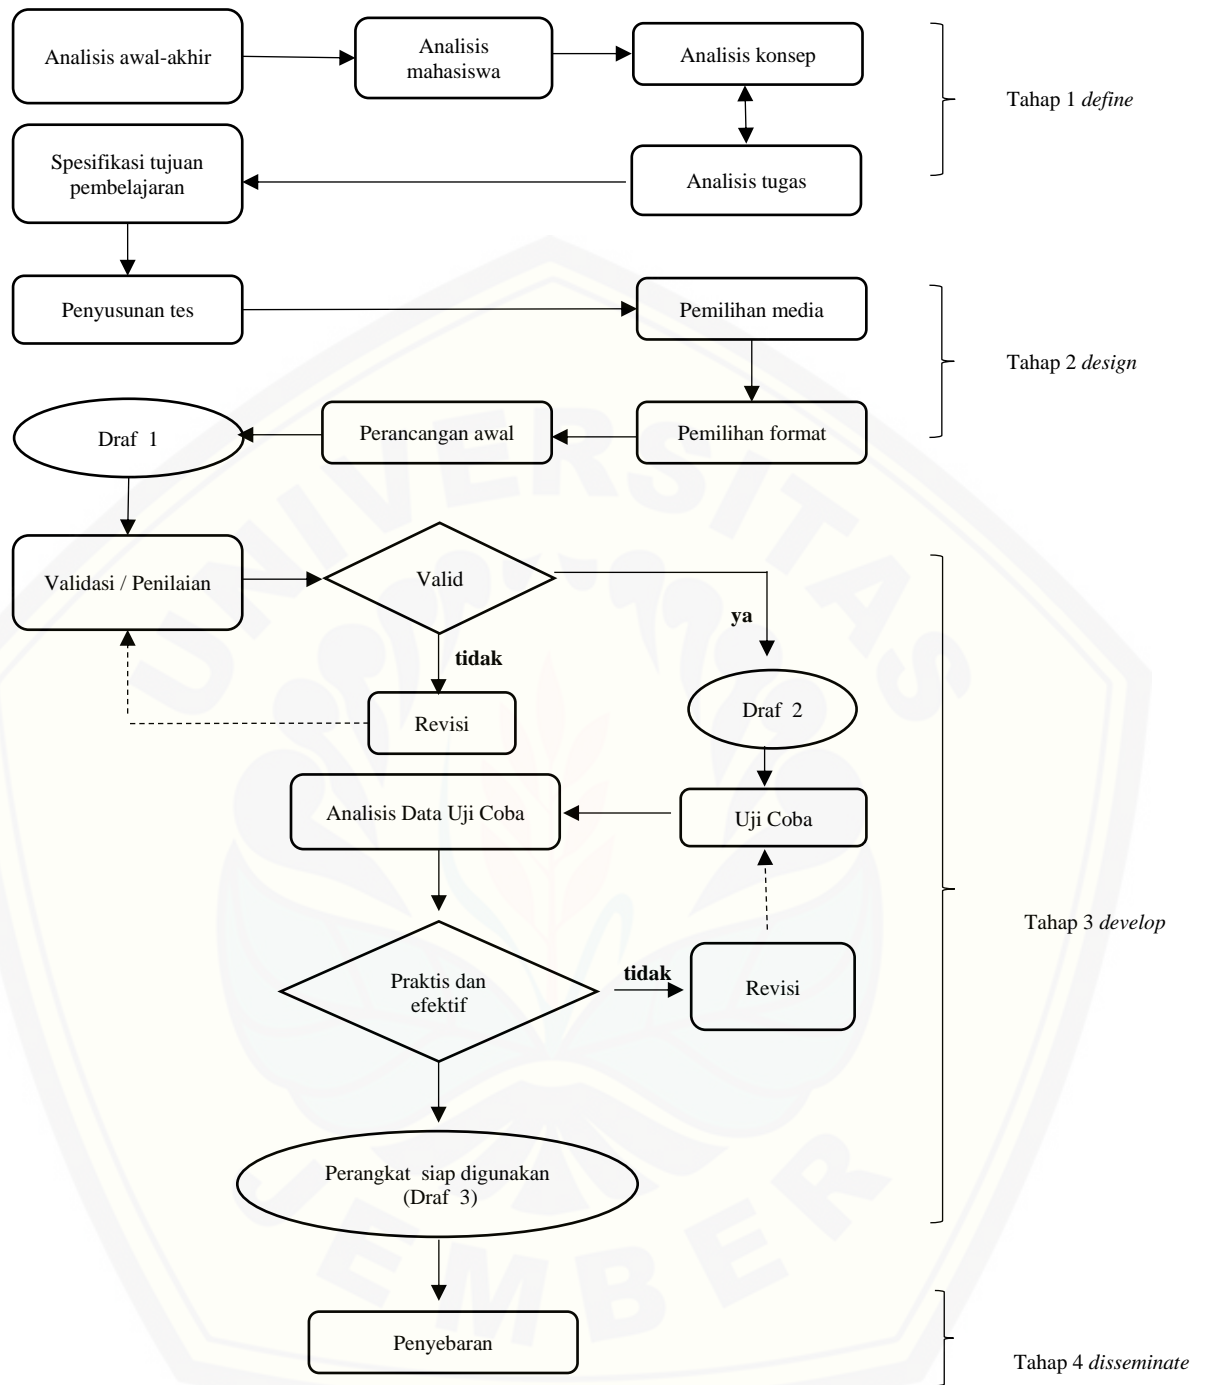 Analisis awal-akhir
Analisis
mahasiswa
Analisis konsep
Tahap 1 define
Spesifikasi tujuan
pembelajaran
Analisis tugas
Penyusunan tes
Pemilihan media
Tahap 2 design
Draf 1
Perancangan awal
Pemilihan format
Validasi / Penilaian
Valid
ya
tidak
Revisi
Draf 2
Analisis Data Uji Coba
Uji Coba
Tahap 3 develop
Praktis dan
efektif
tidak
Revisi
Perangkat siap digunakan
(Draf 3)
Penyebaran
Tahap 4 disseminate
UNIVERSITAS
JEMBER